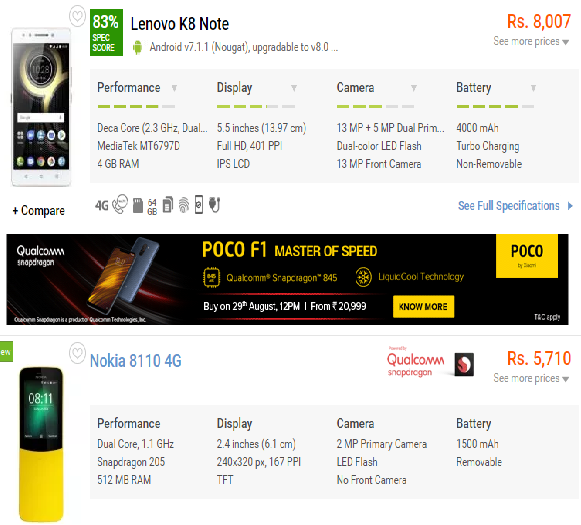 83%
SPEC
SCORE
Lenovo K8 Note
Rs. 8,007
Android v7.1.1 (Nougat), upgradable to v8.0 ...
See more prices
Performance
Deca Core (2.3 GHz, Dual...
MediaTek MT6797D
4 GB RAM
Display
5.5 inches (13.97 cm)
Full HD, 401 PPI
IPS LCD
Camera
13 MP + 5 MP Dual Prim...
Dual-color LED Flash
13 MP Front Camera
Battery
4000 mAh
Turbo Charging
Non-Removable
+ Compare
4G
64
GB
See Full Specifications
Qualcomm
snapdragon
Qualcomm Snapdragon is a product of Qualcomm Technologies, Inc.
POCO F1 MASTER OF SPEED
845
Qualcomm® Snapdragon™ 845
LiquidCool Technology
Buy on 29th August, 12PM | From ₹ 20,999
KNOW MORE
POCO
by Xiaomi
T&C apply
ew
Nokia 8110 4G
Powered by
Qualcomm
snapdragon
Rs. 5,710
See more prices
08:11
Performance
Dual Core, 1.1 GHz
Snapdragon 205
512 MB RAM
Display
2.4 inches (6.1 cm)
240x320 px, 167 PPI
TFT
Camera
2 MP Primary Camera
LED Flash
No Front Camera
Battery
1500 mAh
Removable